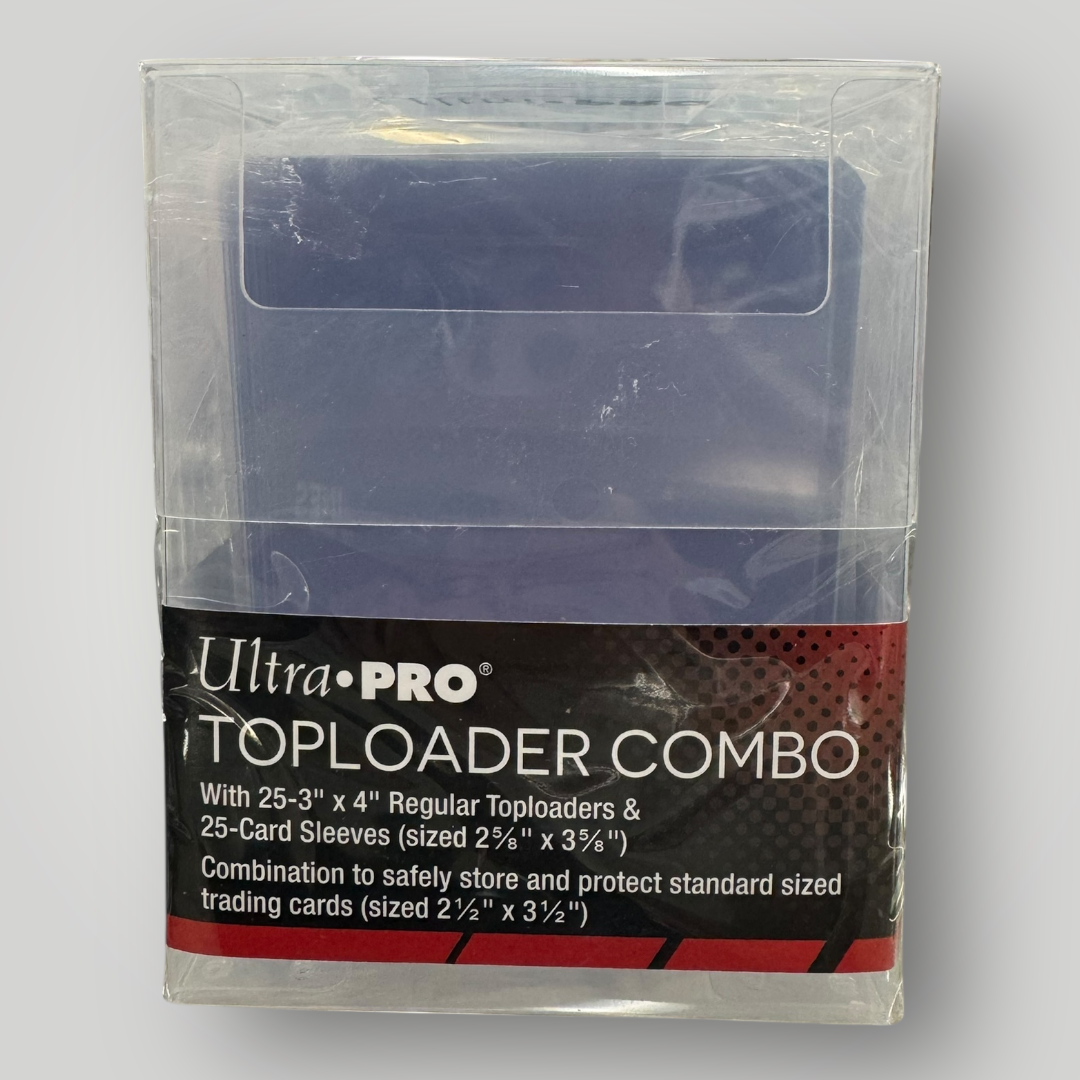 Ultra•PRO®
TOPLOADER COMBO
With 25-3" x 4" Regular Toploaders &
25-Card Sleeves (sized 2⅝" x 3⅝")
Combination to safely store and protect standard sized
trading cards (sized 2½" x 3½")